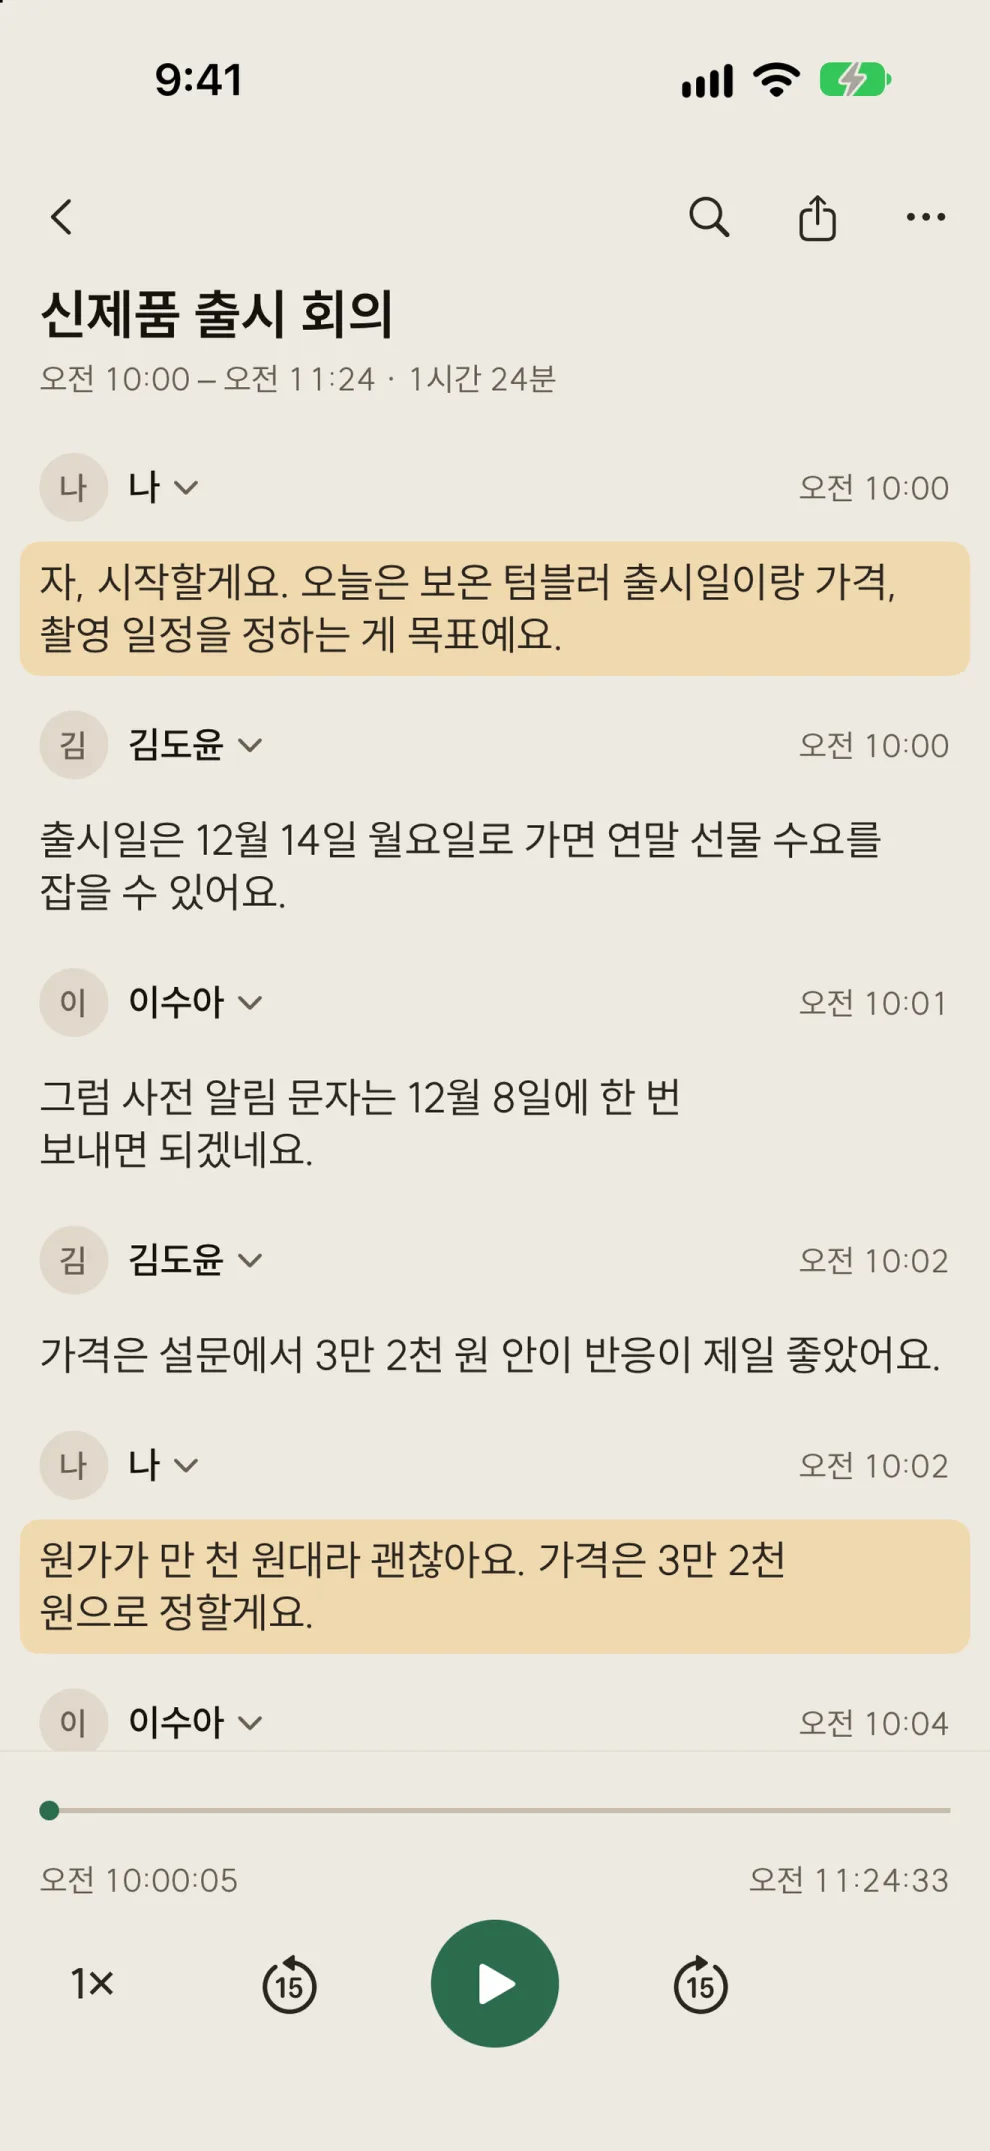 9:41
신제품 출시 회의
오전 10:00 – 오전 11:24 · 1시간 24분
나 나 오전 10:00
자, 시작할게요. 오늘은 보온 텀블러 출시일이랑 가격,
촬영 일정을 정하는 게 목표예요.
김 김도윤 오전 10:00
출시일은 12월 14일 월요일로 가면 연말 선물 수요를
잡을 수 있어요.
이 이수아 오전 10:01
그럼 사전 알림 문자는 12월 8일에 한 번
보내면 되겠네요.
김 김도윤 오전 10:02
가격은 설문에서 3만 2천 원 안이 반응이 제일 좋았어요.
나 나 오전 10:02
원가가 만 천 원대라 괜찮아요. 가격은 3만 2천
원으로 정할게요.
이 이수아 오전 10:04
오전 10:00:05 오전 11:24:33
1× 15 15